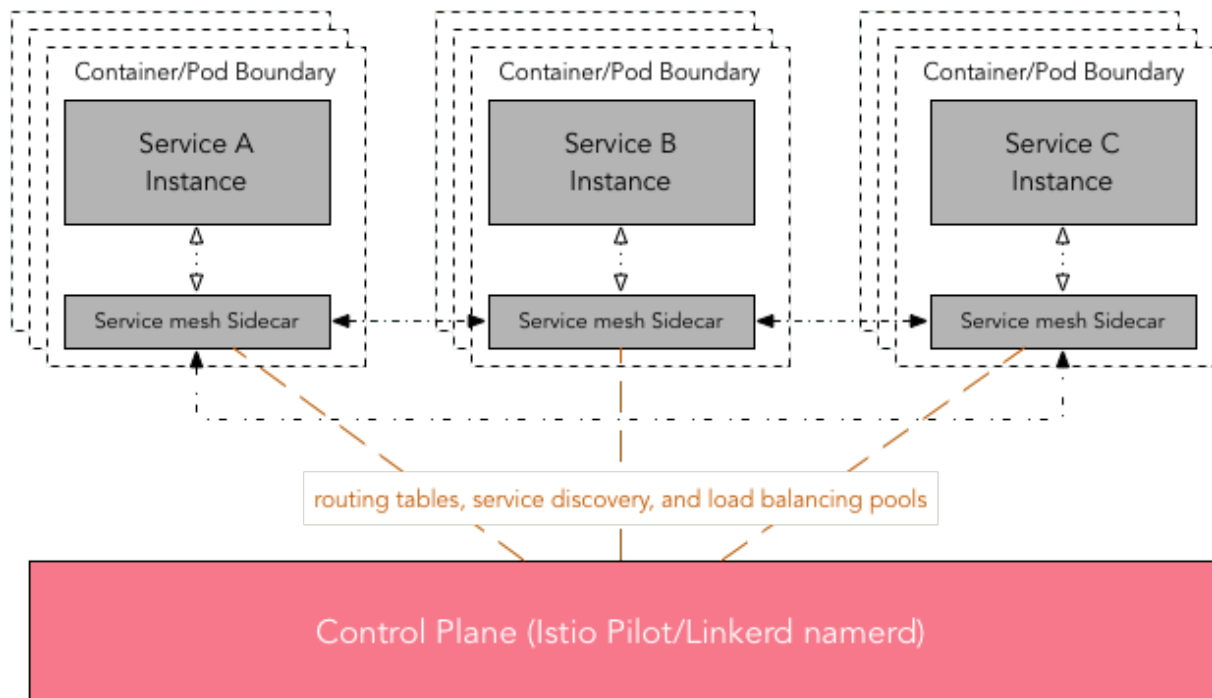 Container/Pod Boundary
Container/Pod Boundary
Container/Pod Boundary
Service A
Instance
Service B
Instance
Service C
Instance
Service mesh Sidecar
Service mesh Sidecar
Service mesh Sidecar
routing tables, service discovery, and load balancing pools
Control Plane (Istio Pilot/Linkerd namerd)